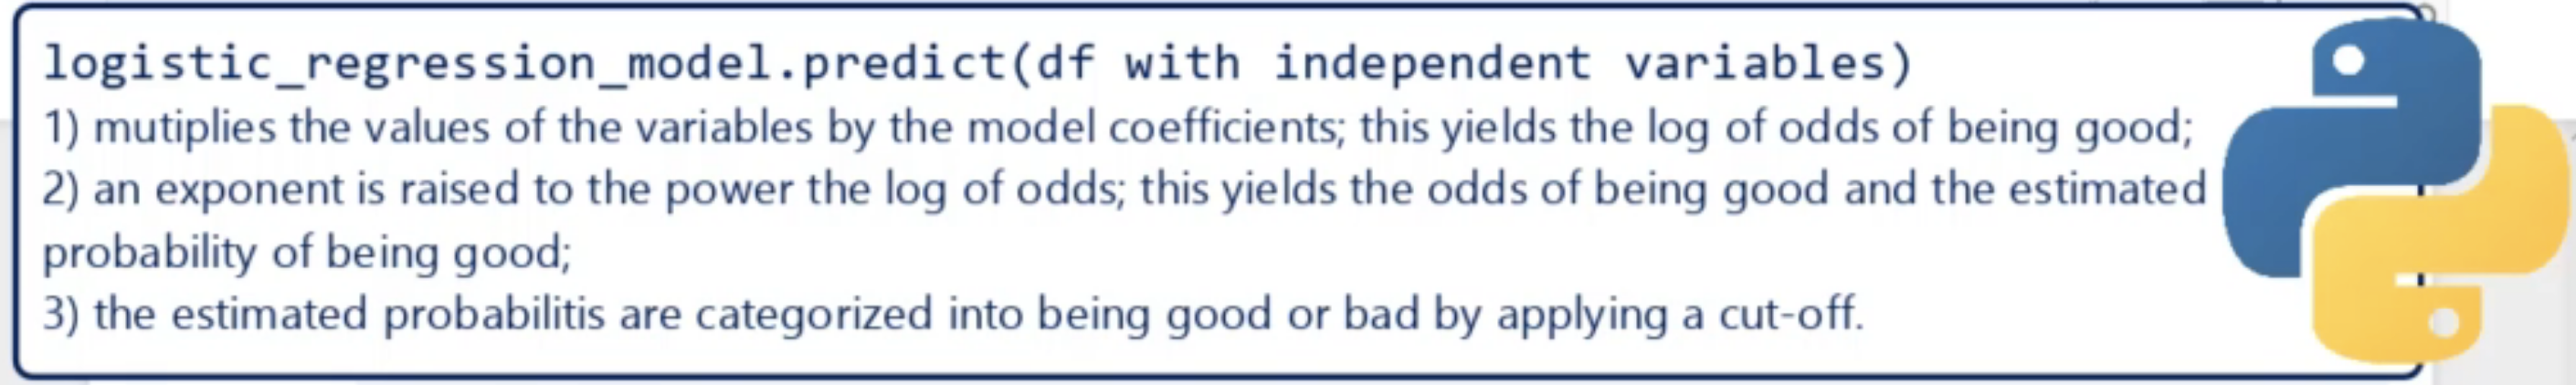 logistic_regression_model.predict(df with independent variables)
1) mutiplies the values of the variables by the model coefficients; this yields the log of odds of being good;
2) an exponent is raised to the power the log of odds; this yields the odds of being good and the estimated
probability of being good;
3) the estimated probabilitis are categorized into being good or bad by applying a cut-off.